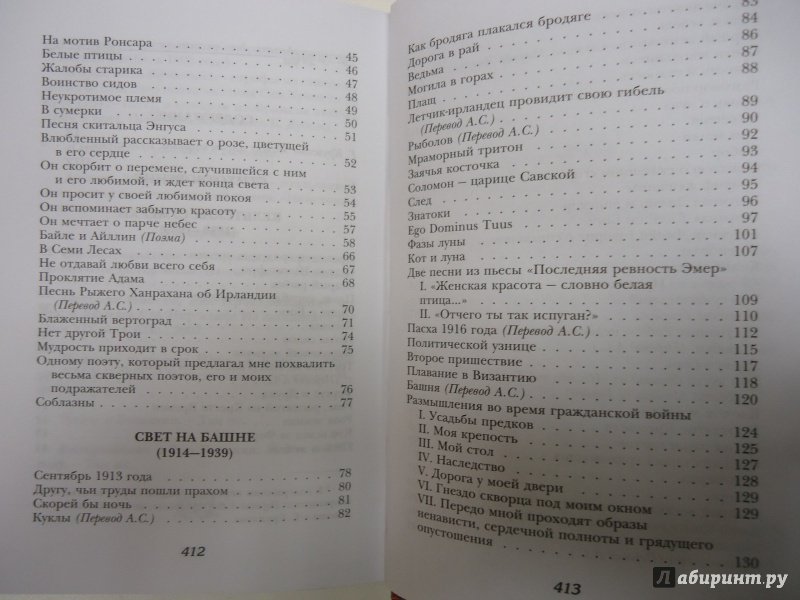 На мотив Ронсара . . . 45
Белые птицы . . . 46
Жалобы старика . . . 47
Воинство сидов . . . 48
Неукротимое племя . . . 49
В сумерки . . . 50
Песня скитальца Энгуса . . . 51
Влюбленный рассказывает о розе, цветущей
в его сердце . . . 52
Он скорбит о перемене, случившейся с ним
и его любимой, и ждет конца света . . . 53
Он просит у своей любимой покоя . . . 54
Он вспоминает забытую красоту . . . 55
Он мечтает о парче небес . . . 57
Байле и Айллин (Поэма) . . . 58
В Семи Лесах . . . 66
Не отдавай любви всего себя . . . 67
Проклятие Адама . . . 68
Песнь Рыжего Ханрахана об Ирландии
(Перевод А.С.) . . . 70
Блаженный вертоград . . . 71
Нет другой Трои . . . 74
Мудрость приходит в срок . . . 75
Одному поэту, который предлагал мне похвалить
весьма скверных поэтов, его и моих
подражателей . . . 76
Соблазны . . . 77
СВЕТ НА БАШНЕ
(1914—1939)
Сентябрь 1913 года . . . 78
Другу, чьи труды пошли прахом . . . 80
Скорей бы ночь . . . 81
Куклы (Перевод А.С.) . . . 82
412
83
Как бродяга плакался бродяге . . . 84
Дорога в рай . . . 86
Ведьма . . . 87
Могила в горах . . . 88
Плащ
Летчик-ирландец провидит свою гибель
(Перевод А.С.) . . . 89
Рыболов (Перевод А.С.) . . . 90
Мраморный тритон . . . 92
Заячья косточка . . . 93
Соломон — царице Савской . . . 94
След . . . 95
Знатоки . . . 96
Ego Dominus Tuus . . . 97
Фазы луны . . . 101
Кот и луна . . . 107
Две песни из пьесы «Последняя ревность Эмер»
I. «Женская красота — словно белая
птица...» . . . 109
II. «Отчего ты так испуган?» . . . 110
Пасха 1916 года (Перевод А.С.) . . . 112
Политической узнице . . . 115
Второе пришествие . . . 117
Плавание в Византию . . . 118
Башня (Перевод А.С.) . . . 120
Размышления во время гражданской войны
I. Усадьбы предков . . . 124
II. Моя крепость . . . 125
III. Мой стол . . . 127
IV. Наследство . . . 128
V. Дорога у моей двери . . . 129
VI. Гнездо скворца под моим окном . . . 129
VII. Передо мной проходят образы
ненависти, сердечной полноты и грядущего
опустошения . . . 130
413
Лабиринт.ру